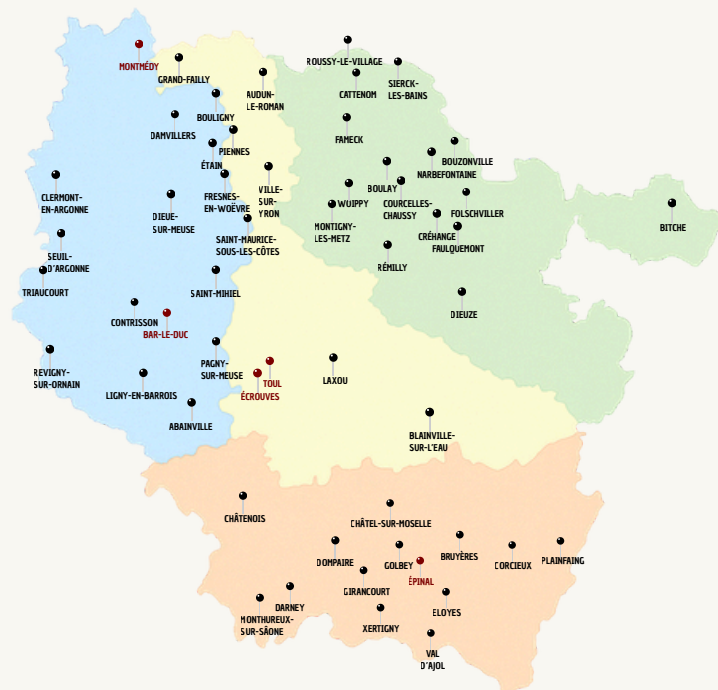 ROUSSY-LE-VILLAGE
MONTMÉDY
GRAND-FAILLY
AUDUN-
LE-ROMAN
CATTENOM
SIERCK-
LES-BAINS
BOULIGNY
DAMVILLERS
PIENNES
FAMECK
ÉTAIN
BOUZONVILLE
NARBEFONTAINE
CLERMONT-
EN-ARGONNE
FRESNES-
EN-WOËVRE
VILLE-
SUR-
YRON
BOULAY
WUIPPY
COURCELLES-
CHAUSSY
FOLSCHVILLER
DIEUE-
SUR-MEUSE
MONTIGNY-
LES-METZ
BITCHE
SAINT-MAURICE-
SOUS-LES-CÔTES
CRÉHANGE
FAULQUEMONT
SEUIL-
D'ARGONNE
RÉMILLY
TRIAUCOURT
SAINT-MIHIEL
DIEUZE
CONTRISSON
BAR-LE-DUC
PAGNY-
SUR-MEUSE
REVIGNY-
SUR-ORNAIN
TOUL
LAXOU
LIGNY-EN-BARROIS
ÉCROUVES
ABAINVILLE
BLAINVILLE-
SUR-L'EAU
CHÂTENOIS
CHÂTEL-SUR-MOSELLE
DOMPAIRE
GOLBEY
BRUYÈRES
CORCIEUX
PLAINFAING
ÉPINAL
GIRANCOURT
DARNEY
ELOYES
MONTHUREUX-
SUR-SÂONE
XERTIGNY
VAL
D'AJOL